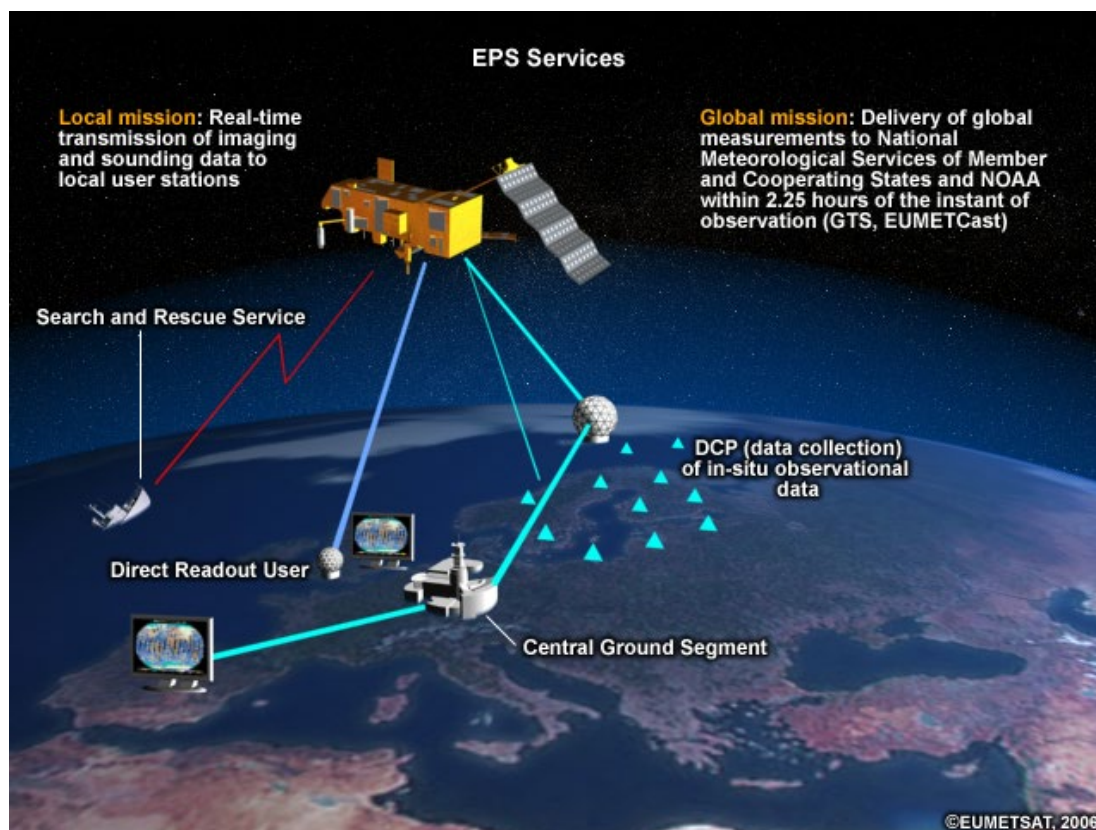 EPS Services
Local mission: Real-time
transmission of imaging
and sounding data to
local user stations
Global mission: Delivery of global
measurements to National
Meteorological Services of Member
and Cooperating States and NOAA
within 2.25 hours of the instant of
observation (GTS, EUMETCast)
Search and Rescue Service
DCP (data collection)
of in-situ observational
data
Direct Readout User
Central Ground Segment
©EUMETSAT, 2006